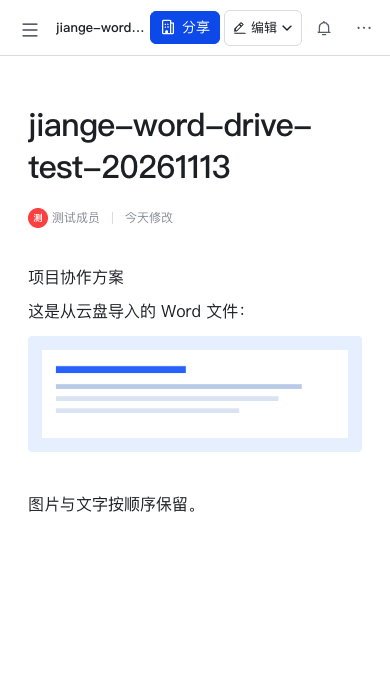 jiange-word...
分享
编辑
jiange-word-drive-
test-20261113
测
测试成员
今天修改
项目协作方案
这是从云盘导入的 Word 文件：
图片与文字按顺序保留。